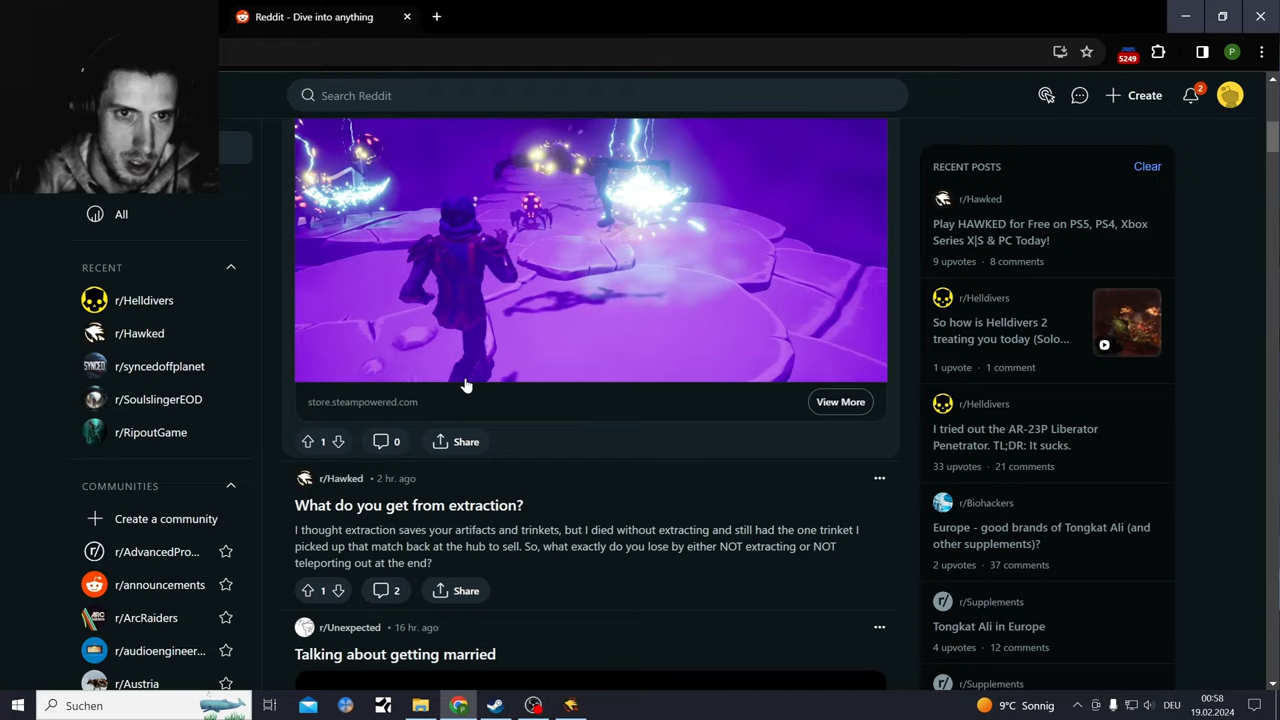 Reddit - Dive into anything
5249
P
Search Reddit
Create
2
All
RECENT
r/Helldivers
r/Hawked
r/syncedoffplanet
r/SoulslingerEOD
r/RipoutGame
COMMUNITIES
Create a community
r/AdvancedPro...
r/announcements
r/ArcRaiders
r/audioengineer...
r/Austria
store.steampowered.com
View More
1
0
Share
r/Hawked • 2 hr. ago
What do you get from extraction?
I thought extraction saves your artifacts and trinkets, but I died without extracting and still had the one trinket I
picked up that match back at the hub to sell. So, what exactly do you lose by either NOT extracting or NOT
teleporting out at the end?
1
2
Share
r/Unexpected • 16 hr. ago
Talking about getting married
RECENT POSTS
Clear
r/Hawked
Play HAWKED for Free on PS5, PS4, Xbox
Series X|S & PC Today!
9 upvotes · 8 comments
r/Helldivers
So how is Helldivers 2
treating you today (Solo...
1 upvote · 1 comment
r/Helldivers
I tried out the AR-23P Liberator
Penetrator. TL;DR: It sucks.
33 upvotes · 21 comments
r/Biohackers
Europe - good brands of Tongkat Ali (and
other supplements)?
2 upvotes · 37 comments
r/Supplements
Tongkat Ali in Europe
4 upvotes · 12 comments
r/Supplements
Suchen
9°C Sonnig
DEU
00:58
19.02.2024